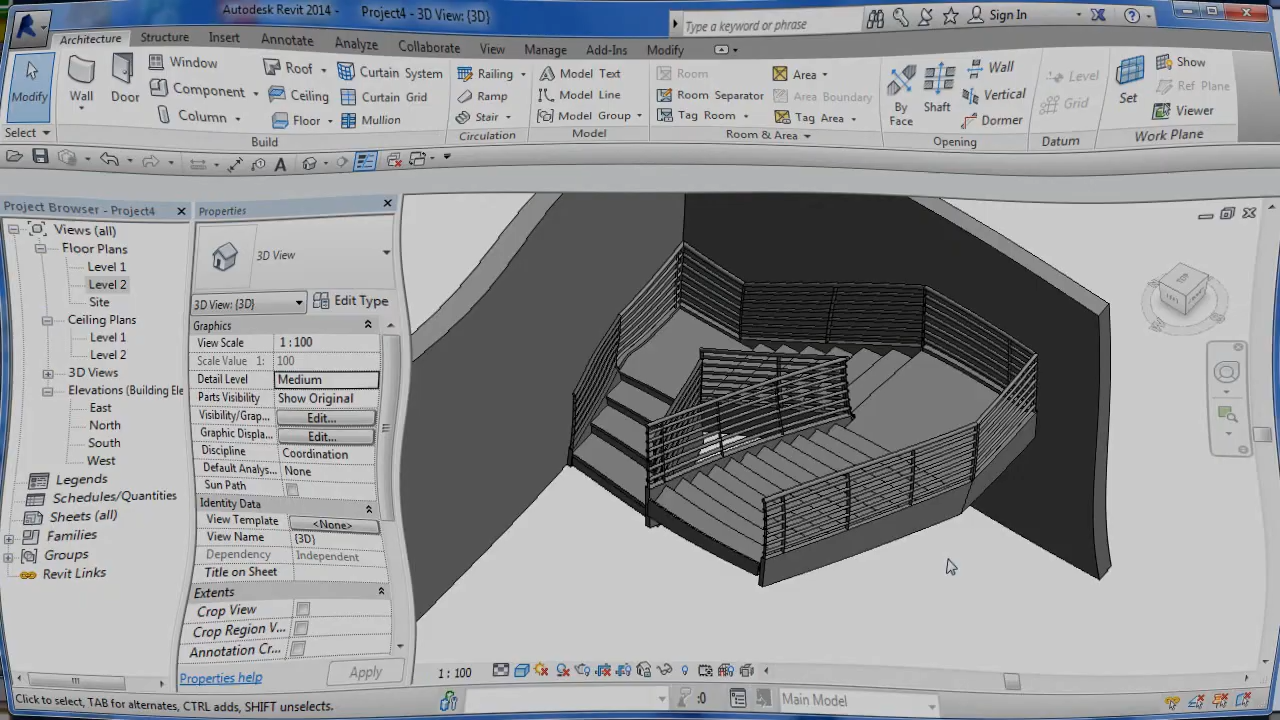 Autodesk Revit 2014 - Project4 - 3D View: {3D}
Type a keyword or phrase
Sign In
Architecture Structure Insert Annotate Analyze Collaborate View Manage Add-Ins Modify
Modify
Wall
Door
Window
Component
Column
Roof
Ceiling
Floor
Curtain System
Curtain Grid
Mullion
Railing
Ramp
Stair
Model Text
Model Line
Model Group
Room
Room Separator
Tag Room
Area
Area Boundary
Tag Area
By Face
Shaft
Wall
Vertical
Dormer
Level
Grid
Set
Show
Ref Plane
Viewer
Select Build Circulation Model Room & Area Opening Datum Work Plane
Project Browser - Project4
Views (all)
Floor Plans
Level 1
Level 2
Site
Ceiling Plans
Level 1
Level 2
3D Views
Elevations (Building Ele
East
North
South
West
Legends
Schedules/Quantities
Sheets (all)
Families
Groups
Revit Links
Properties
3D View
3D View: {3D} Edit Type
Graphics
View Scale 1 : 100
Scale Value 1: 100
Detail Level Medium
Parts Visibility Show Original
Visibility/Grap... Edit...
Graphic Displa... Edit...
Discipline Coordination
Default Analys... None
Sun Path
Identity Data
View Template <None>
View Name {3D}
Dependency Independent
Title on Sheet
Extents
Crop View
Crop Region V...
Annotation Cr...
Properties help Apply
1 : 100
Click to select, TAB for alternates, CTRL adds, SHIFT unselects.
:0
Main Model